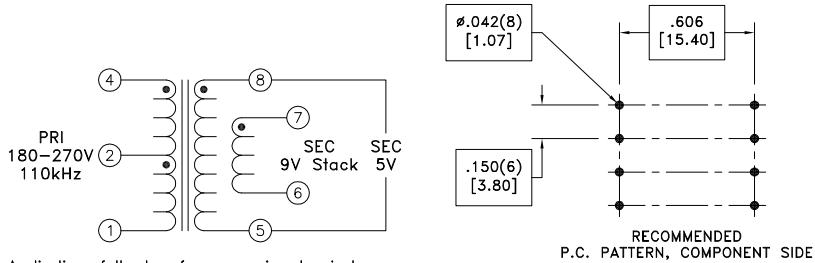 4
8
7
PRI
180-270V
110kHz
2
SEC
9V Stack
SEC
5V
6
1
5
ø.042(8)
[1.07]
.606
[15.40]
.150(6)
[3.80]
RECOMMENDED
P.C. PATTERN, COMPONENT SIDE